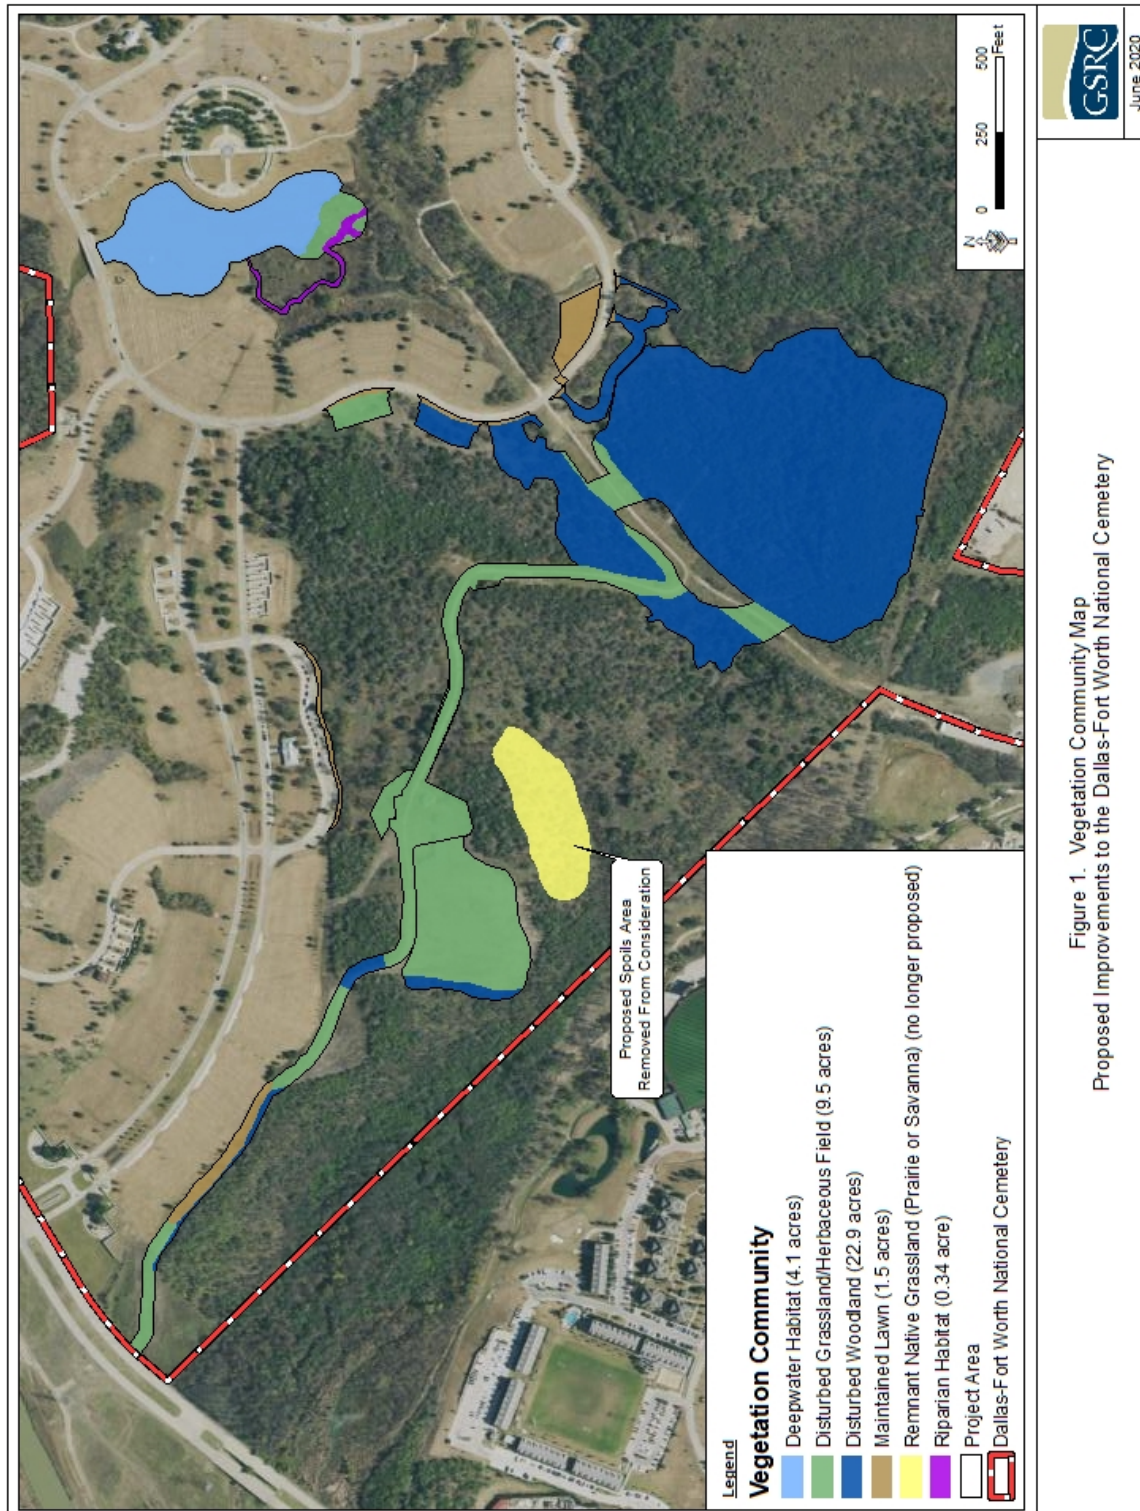 Proposed Spoils Area
Removed From Consideration
Legend
Vegetation Community
Deepwater Habitat (4.1 acres)
Disturbed Grassland/Herbaceous Field (9.5 acres)
Disturbed Woodland (22.9 acres)
Maintained Lawn (1.5 acres)
Remnant Native Grassland (Prairie or Savanna) (no longer proposed)
Riparian Habitat (0.34 acre)
Project Area
Dallas-Fort Worth National Cemetery
N
0 250 500
Feet
Figure 1. Vegetation Community Map
Proposed Improvements to the Dallas-Fort Worth National Cemetery
GSRC
June 2020